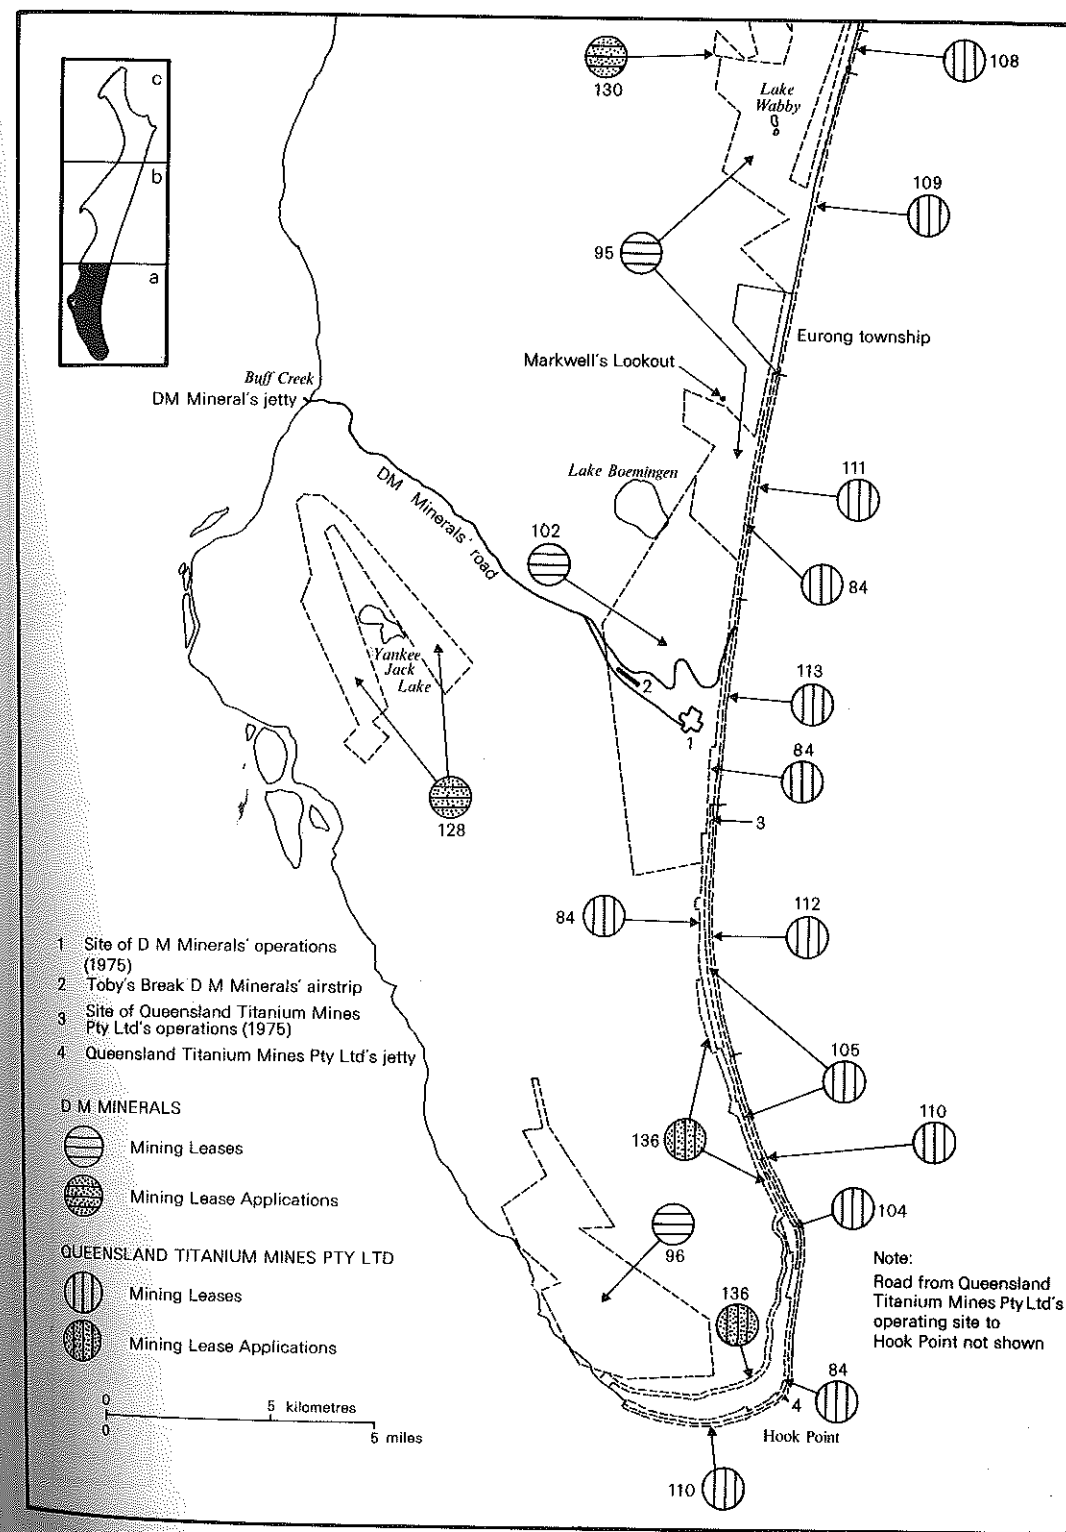 c
b
a
130
108
Lake
Wabby
109
95
Eurong township
Markwell's Lookout
Buff Creek
DM Mineral's jetty
Lake Boemingen
111
DM Minerals' road
102
84
Yankee
Jack
Lake
2
113
1
84
128
3
84
112
1 Site of D M Minerals' operations
(1975)
2 Toby's Break D M Minerals' airstrip
3 Site of Queensland Titanium Mines
Pty Ltd's operations (1975)
4 Queensland Titanium Mines Pty Ltd's jetty
105
D M MINERALS
Mining Leases
Mining Lease Applications
136
110
104
96
QUEENSLAND TITANIUM MINES PTY LTD
Mining Leases
Mining Lease Applications
Note:
Road from Queensland
Titanium Mines Pty Ltd's
operating site to
Hook Point not shown
136
84
4
Hook Point
0
5 kilometres
0
5 miles
110